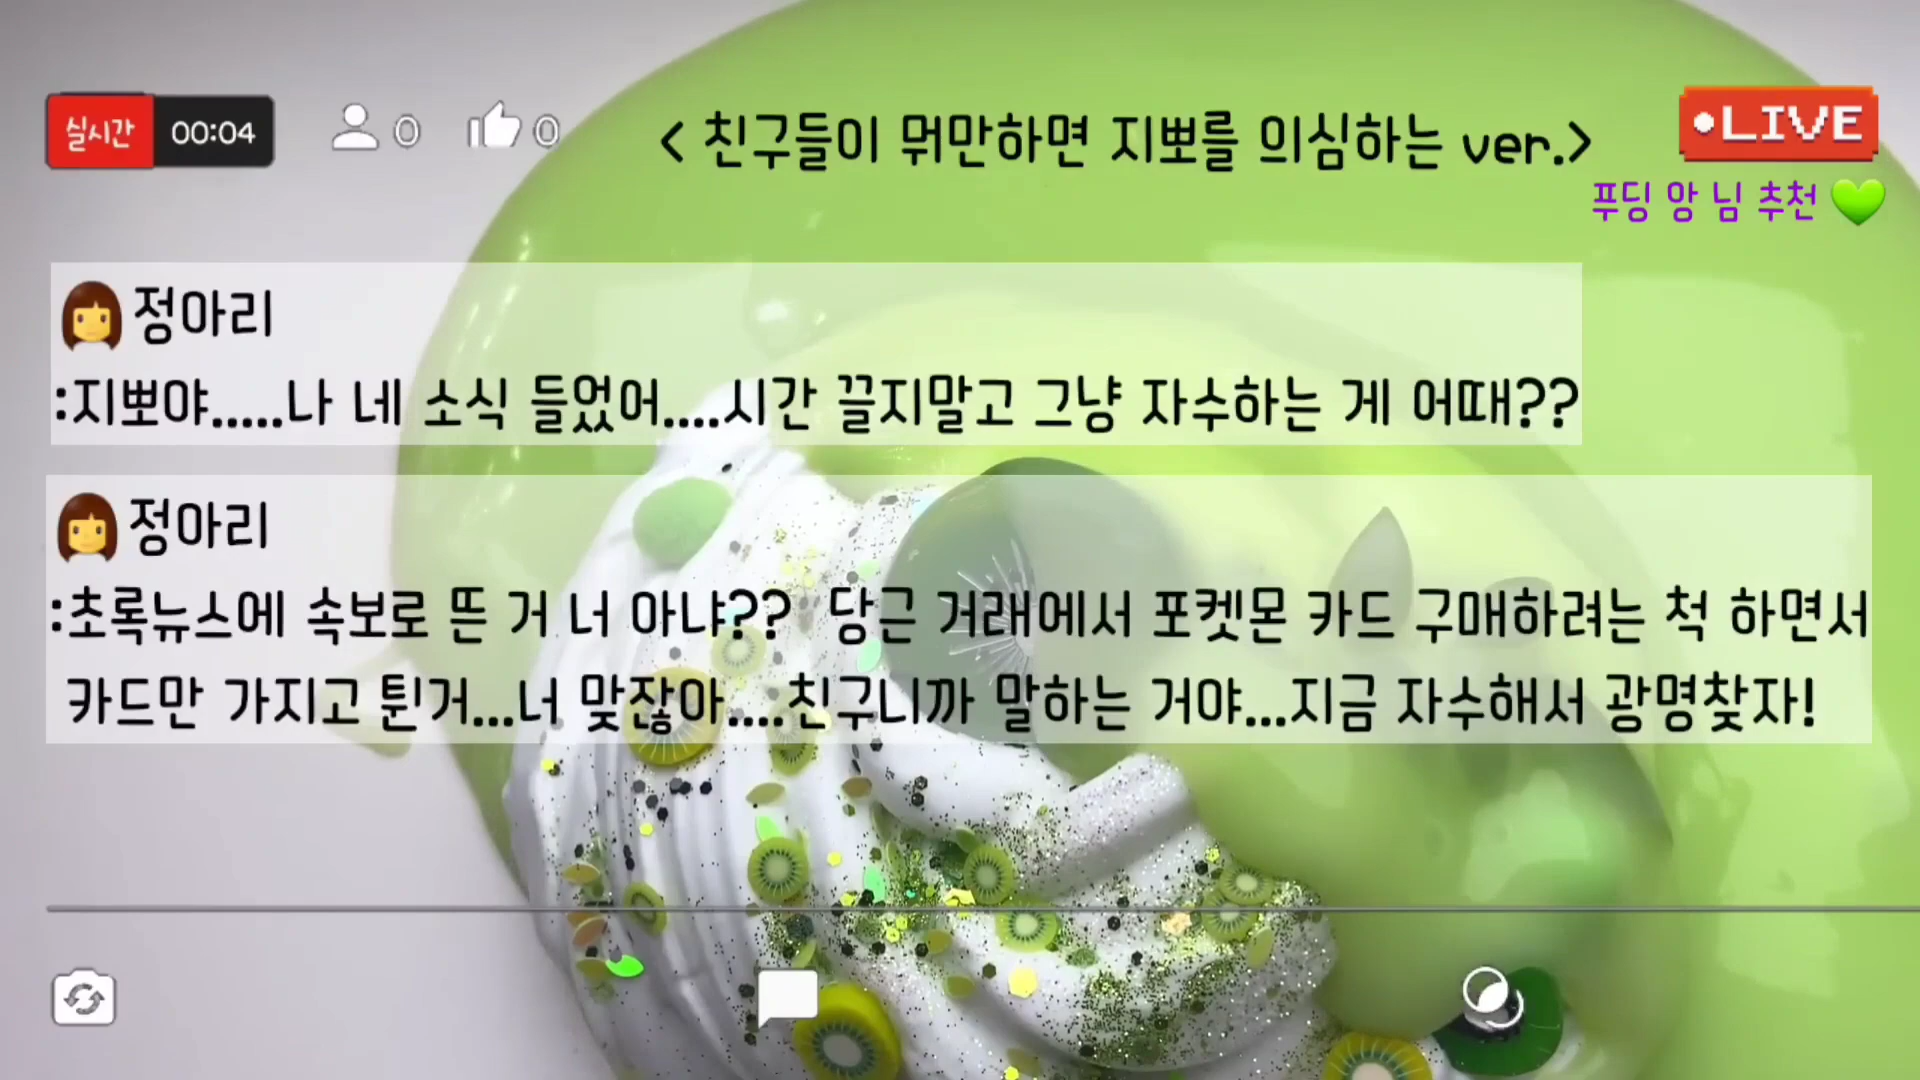 실시간 00:04 0 0 < 친구들이 뭐만하면 지뽀를 의심하는 ver.> •LIVE
푸딩 앙 님 추천
정아리
:지뽀야.....나 네 소식 들었어....시간 끌지말고 그냥 자수하는 게 어때??
정아리
:초록뉴스에 속보로 뜬 거 너 아냐?? 당근 거래에서 포켓몬 카드 구매하려는 척 하면서
카드만 가지고 튄거...너 맞잖아....친구니까 말하는 거야...지금 자수해서 광명찾자!